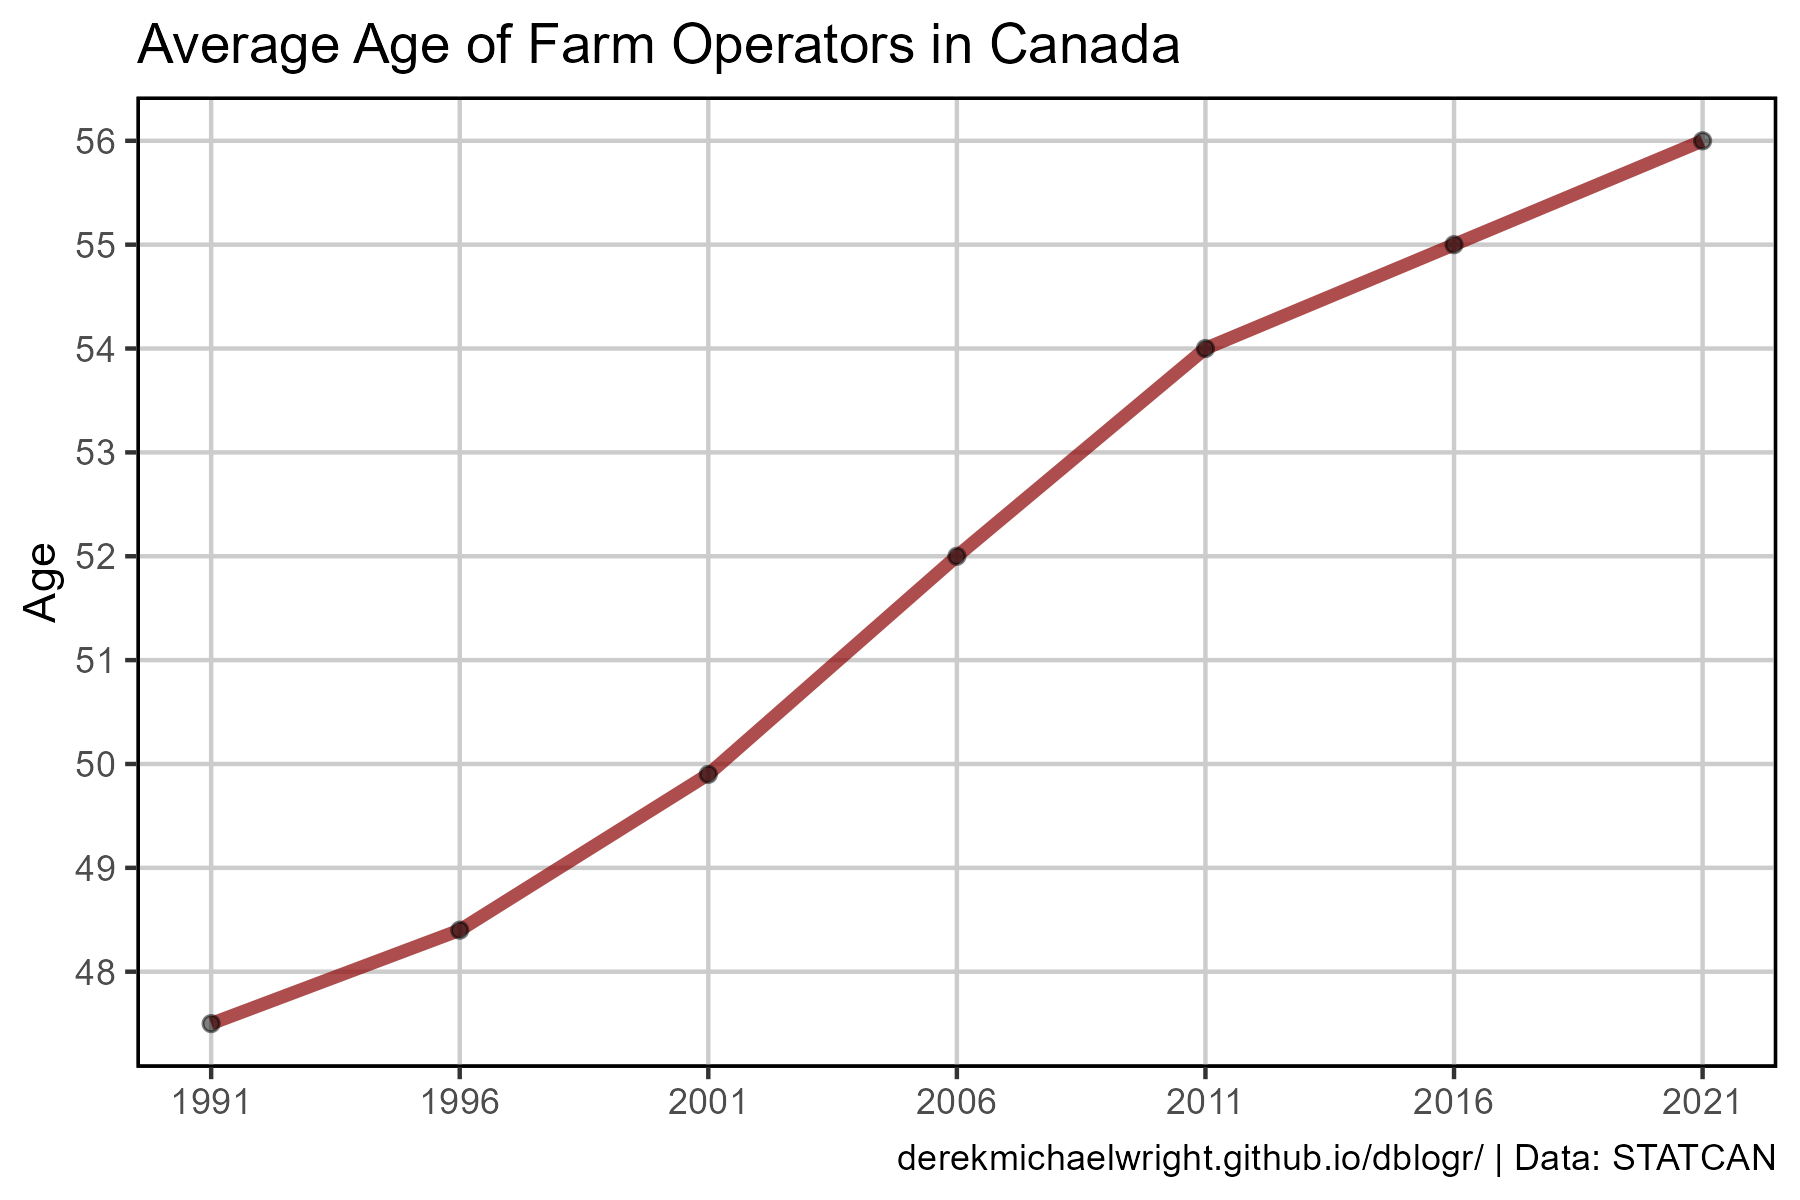 Average Age of Farm Operators in Canada
56
55
54
53
52
51
50
49
48
Age
1991 1996 2001 2006 2011 2016 2021
derekmichaelwright.github.io/dblogr/ | Data: STATCAN